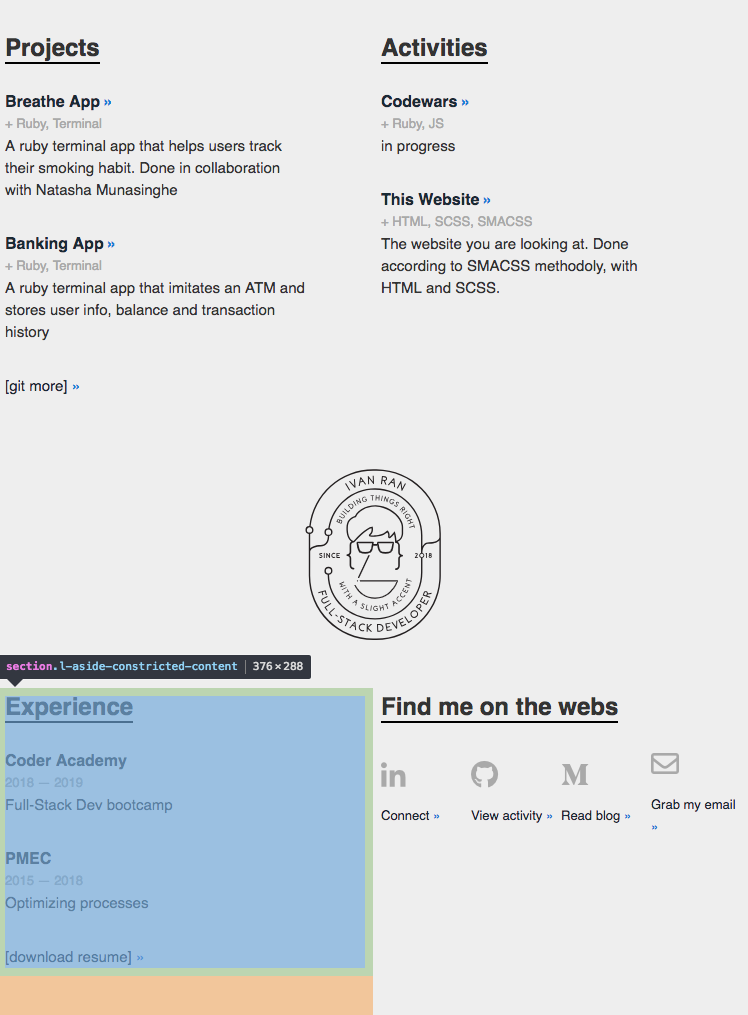 Projects
Breathe App »
+ Ruby, Terminal
A ruby terminal app that helps users track
their smoking habit. Done in collaboration
with Natasha Munasinghe
Banking App »
+ Ruby, Terminal
A ruby terminal app that imitates an ATM and
stores user info, balance and transaction
history
[git more] »
Activities
Codewars »
+ Ruby, JS
in progress
This Website »
+ HTML, SCSS, SMACSS
The website you are looking at. Done
according to SMACSS methodoly, with
HTML and SCSS.
IVAN RAN
BUILDING THINGS RIGHT
SINCE 2018
WITH A SLIGHT ACCENT
FULL-STACK DEVELOPER
section.l-aside-constricted-content | 376 × 288
Experience
Coder Academy
2018 — 2019
Full-Stack Dev bootcamp
PMEC
2015 — 2018
Optimizing processes
[download resume] »
Find me on the webs
in
M
Connect »
View activity »
Read blog »
Grab my email
»